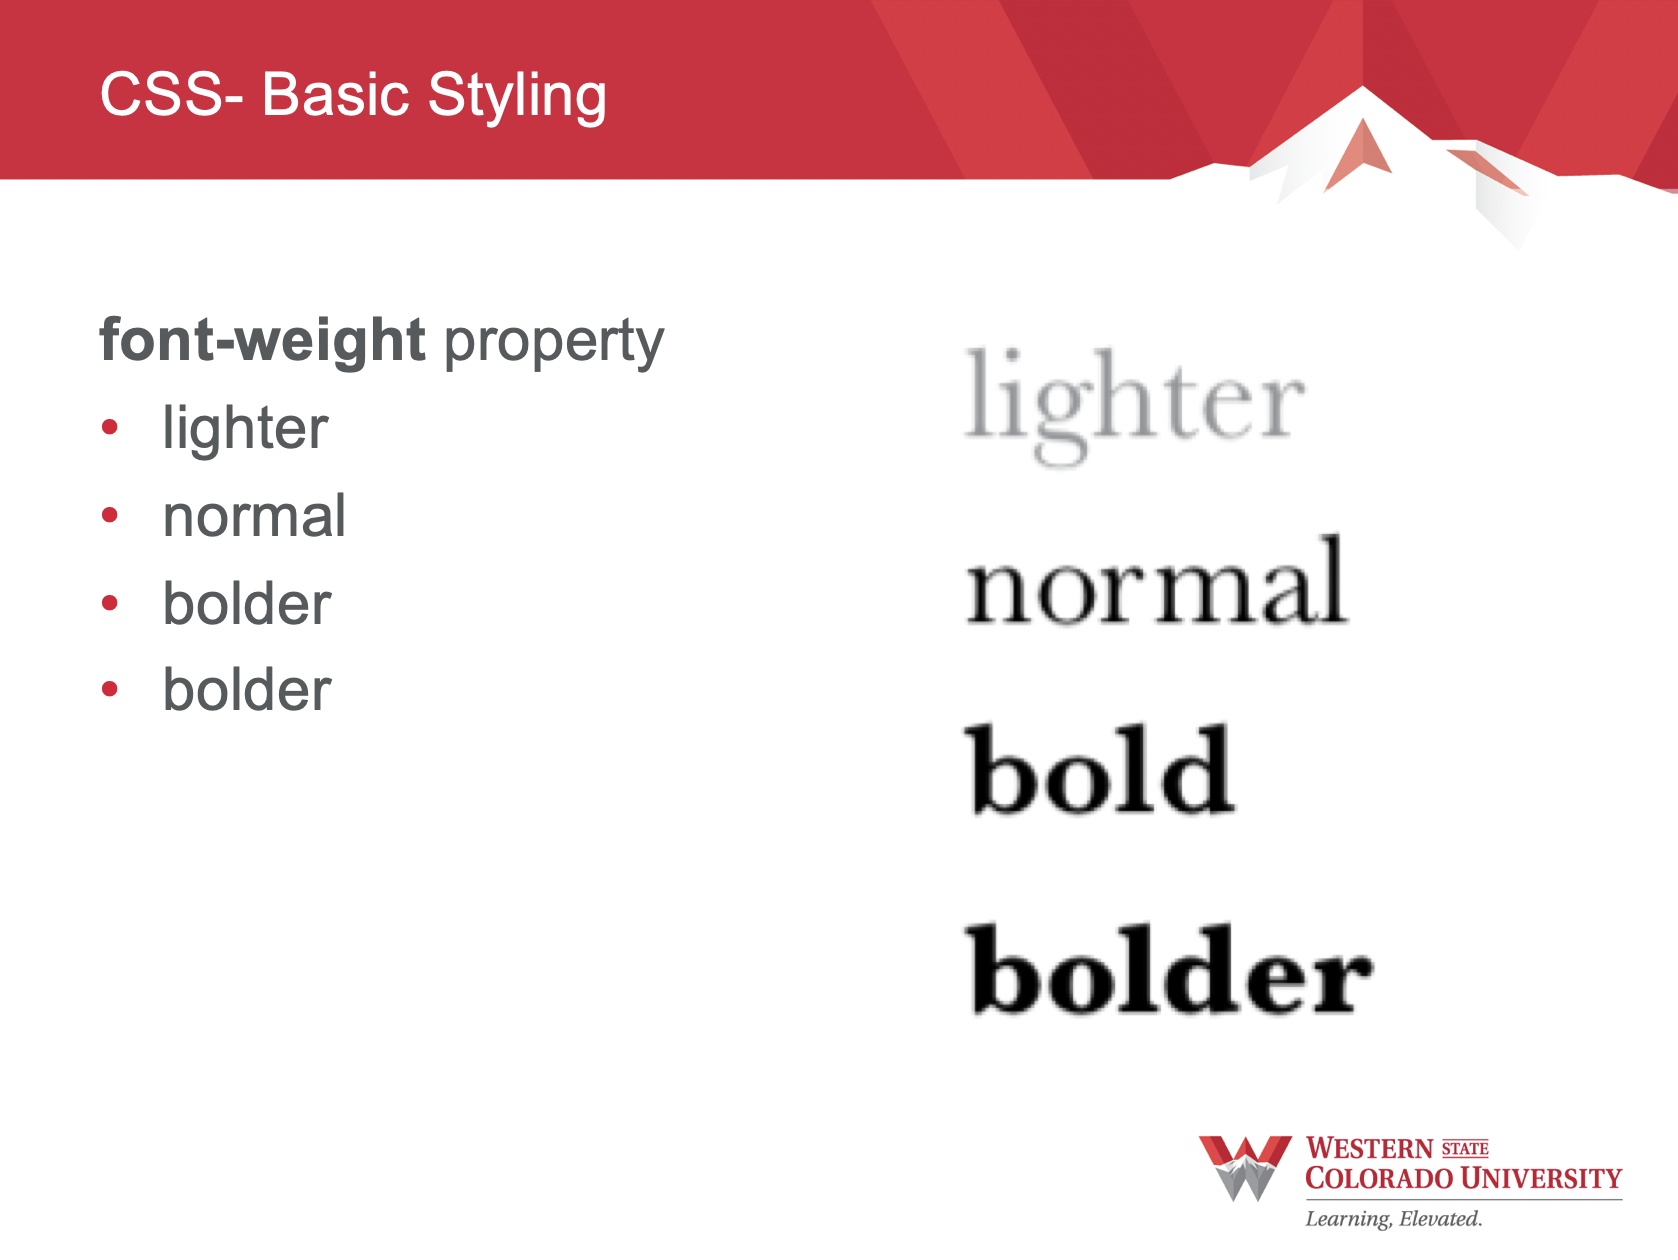 CSS- Basic Styling
font-weight property
• lighter
• normal
• bolder
• bolder
lighter
normal
bold
bolder
WESTERN STATE
COLORADO UNIVERSITY
Learning, Elevated.